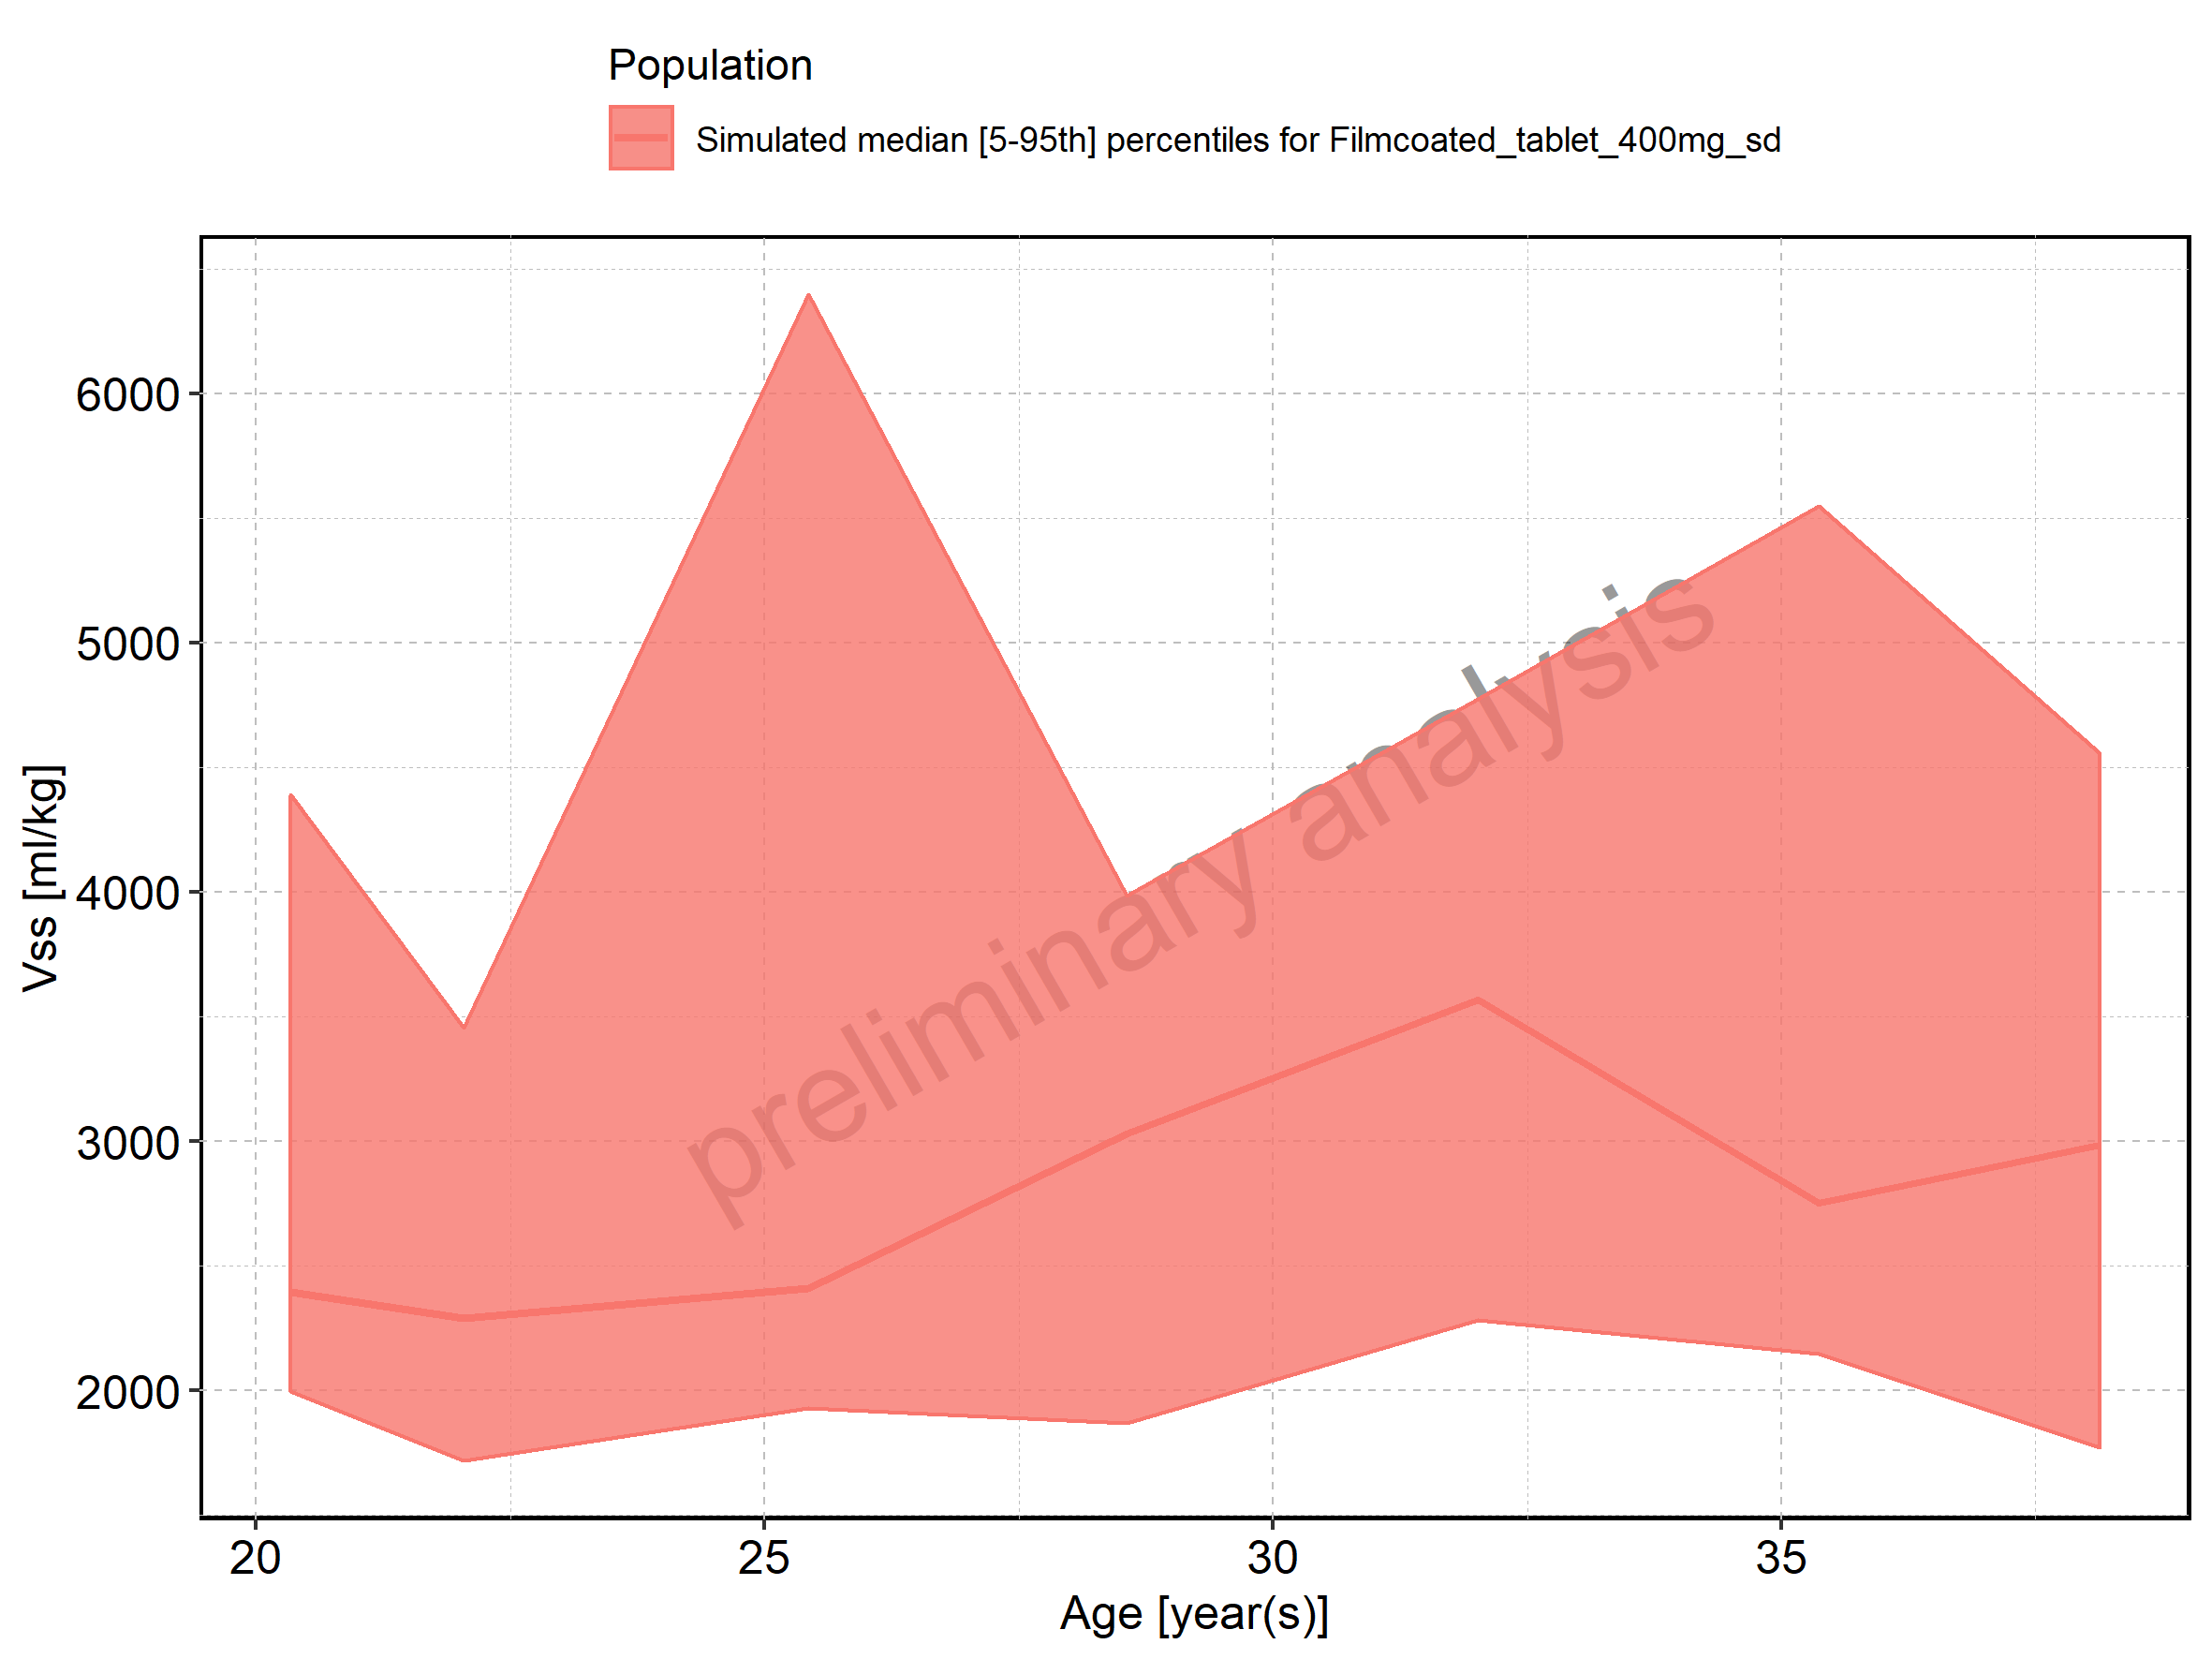 Population
Simulated median [5-95th] percentiles for Filmcoated_tablet_400mg_sd
6000
5000
4000
3000
2000
Vss [ml/kg]
preliminary analysis
20 25 30 35
Age [year(s)]